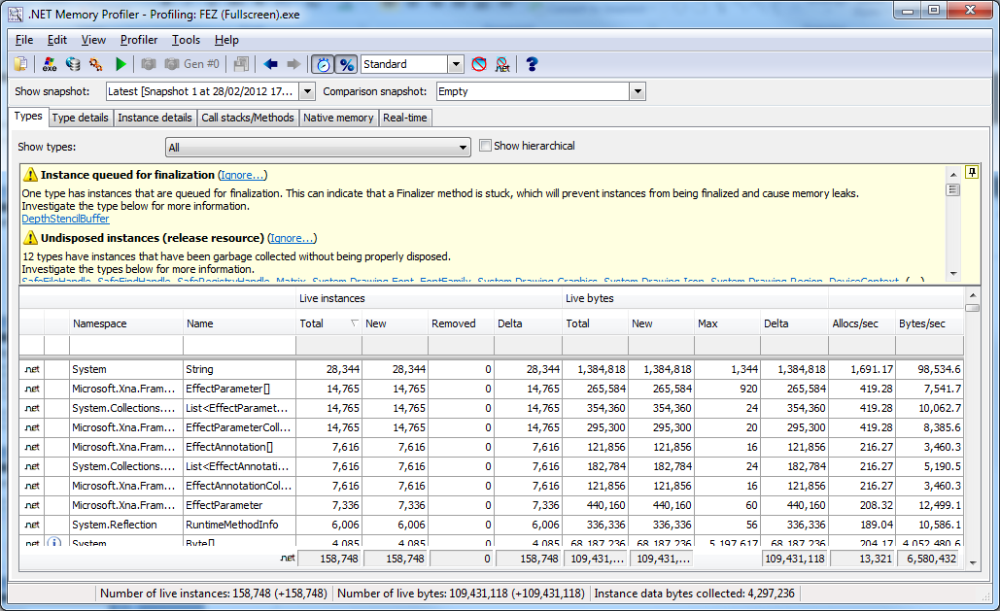 .NET Memory Profiler - Profiling: FEZ (Fullscreen).exe
File Edit View Profiler Tools Help
exe Gen #0 Standard .net ?
Show snapshot: Latest [Snapshot 1 at 28/02/2012 17... Comparison snapshot: Empty
Types Type details Instance details Call stacks/Methods Native memory Real-time
Show types: All Show hierarchical
Instance queued for finalization (Ignore...)
One type has instances that are queued for finalization. This can indicate that a Finalizer method is stuck, which will prevent instances from being finalized and cause memory leaks.
Investigate the type below for more information.
DepthStencilBuffer
Undisposed instances (release resource) (Ignore...)
12 types have instances that have been garbage collected without being properly disposed.
Investigate the types below for more information.
SafeFileHandle, SafeFindHandle, SafeRegistryHandle, Matrix, System.Drawing.Font, FontFamily, System.Drawing.Graphics, System.Drawing.Icon, System.Drawing.Region, DeviceContext, (...)
Live instances Live bytes
Namespace Name Total New Removed Delta Total New Max Delta Allocs/sec Bytes/sec
.net System String 28,344 28,344 0 28,344 1,384,818 1,384,818 1,344 1,384,818 1,691.17 98,534.6
.net Microsoft.Xna.Fram... EffectParameter[] 14,765 14,765 0 14,765 265,584 265,584 920 265,584 419.28 7,541.7
.net System.Collections.... List<EffectParamet... 14,765 14,765 0 14,765 354,360 354,360 24 354,360 419.28 10,062.7
.net Microsoft.Xna.Fram... EffectParameterColl... 14,765 14,765 0 14,765 295,300 295,300 20 295,300 419.28 8,385.6
.net Microsoft.Xna.Fram... EffectAnnotation[] 7,616 7,616 0 7,616 121,856 121,856 16 121,856 216.27 3,460.3
.net System.Collections.... List<EffectAnnotati... 7,616 7,616 0 7,616 182,784 182,784 24 182,784 216.27 5,190.5
.net Microsoft.Xna.Fram... EffectAnnotationCol... 7,616 7,616 0 7,616 121,856 121,856 16 121,856 216.27 3,460.3
.net Microsoft.Xna.Fram... EffectParameter 7,336 7,336 0 7,336 440,160 440,160 60 440,160 208.32 12,499.1
.net System.Reflection RuntimeMethodInfo 6,006 6,006 0 6,006 336,336 336,336 56 336,336 189.04 10,586.1
.net System Byte[] 4,085 4,085 0 4,085 68,187,236 68,187,236 5,197,617 68,187,236 204.17 4,052,480.6
.net 158,748 158,748 0 158,748 109,431,... 109,431,... 109,431,118 13,321 6,580,432
Number of live instances: 158,748 (+158,748) Number of live bytes: 109,431,118 (+109,431,118) Instance data bytes collected: 4,297,236